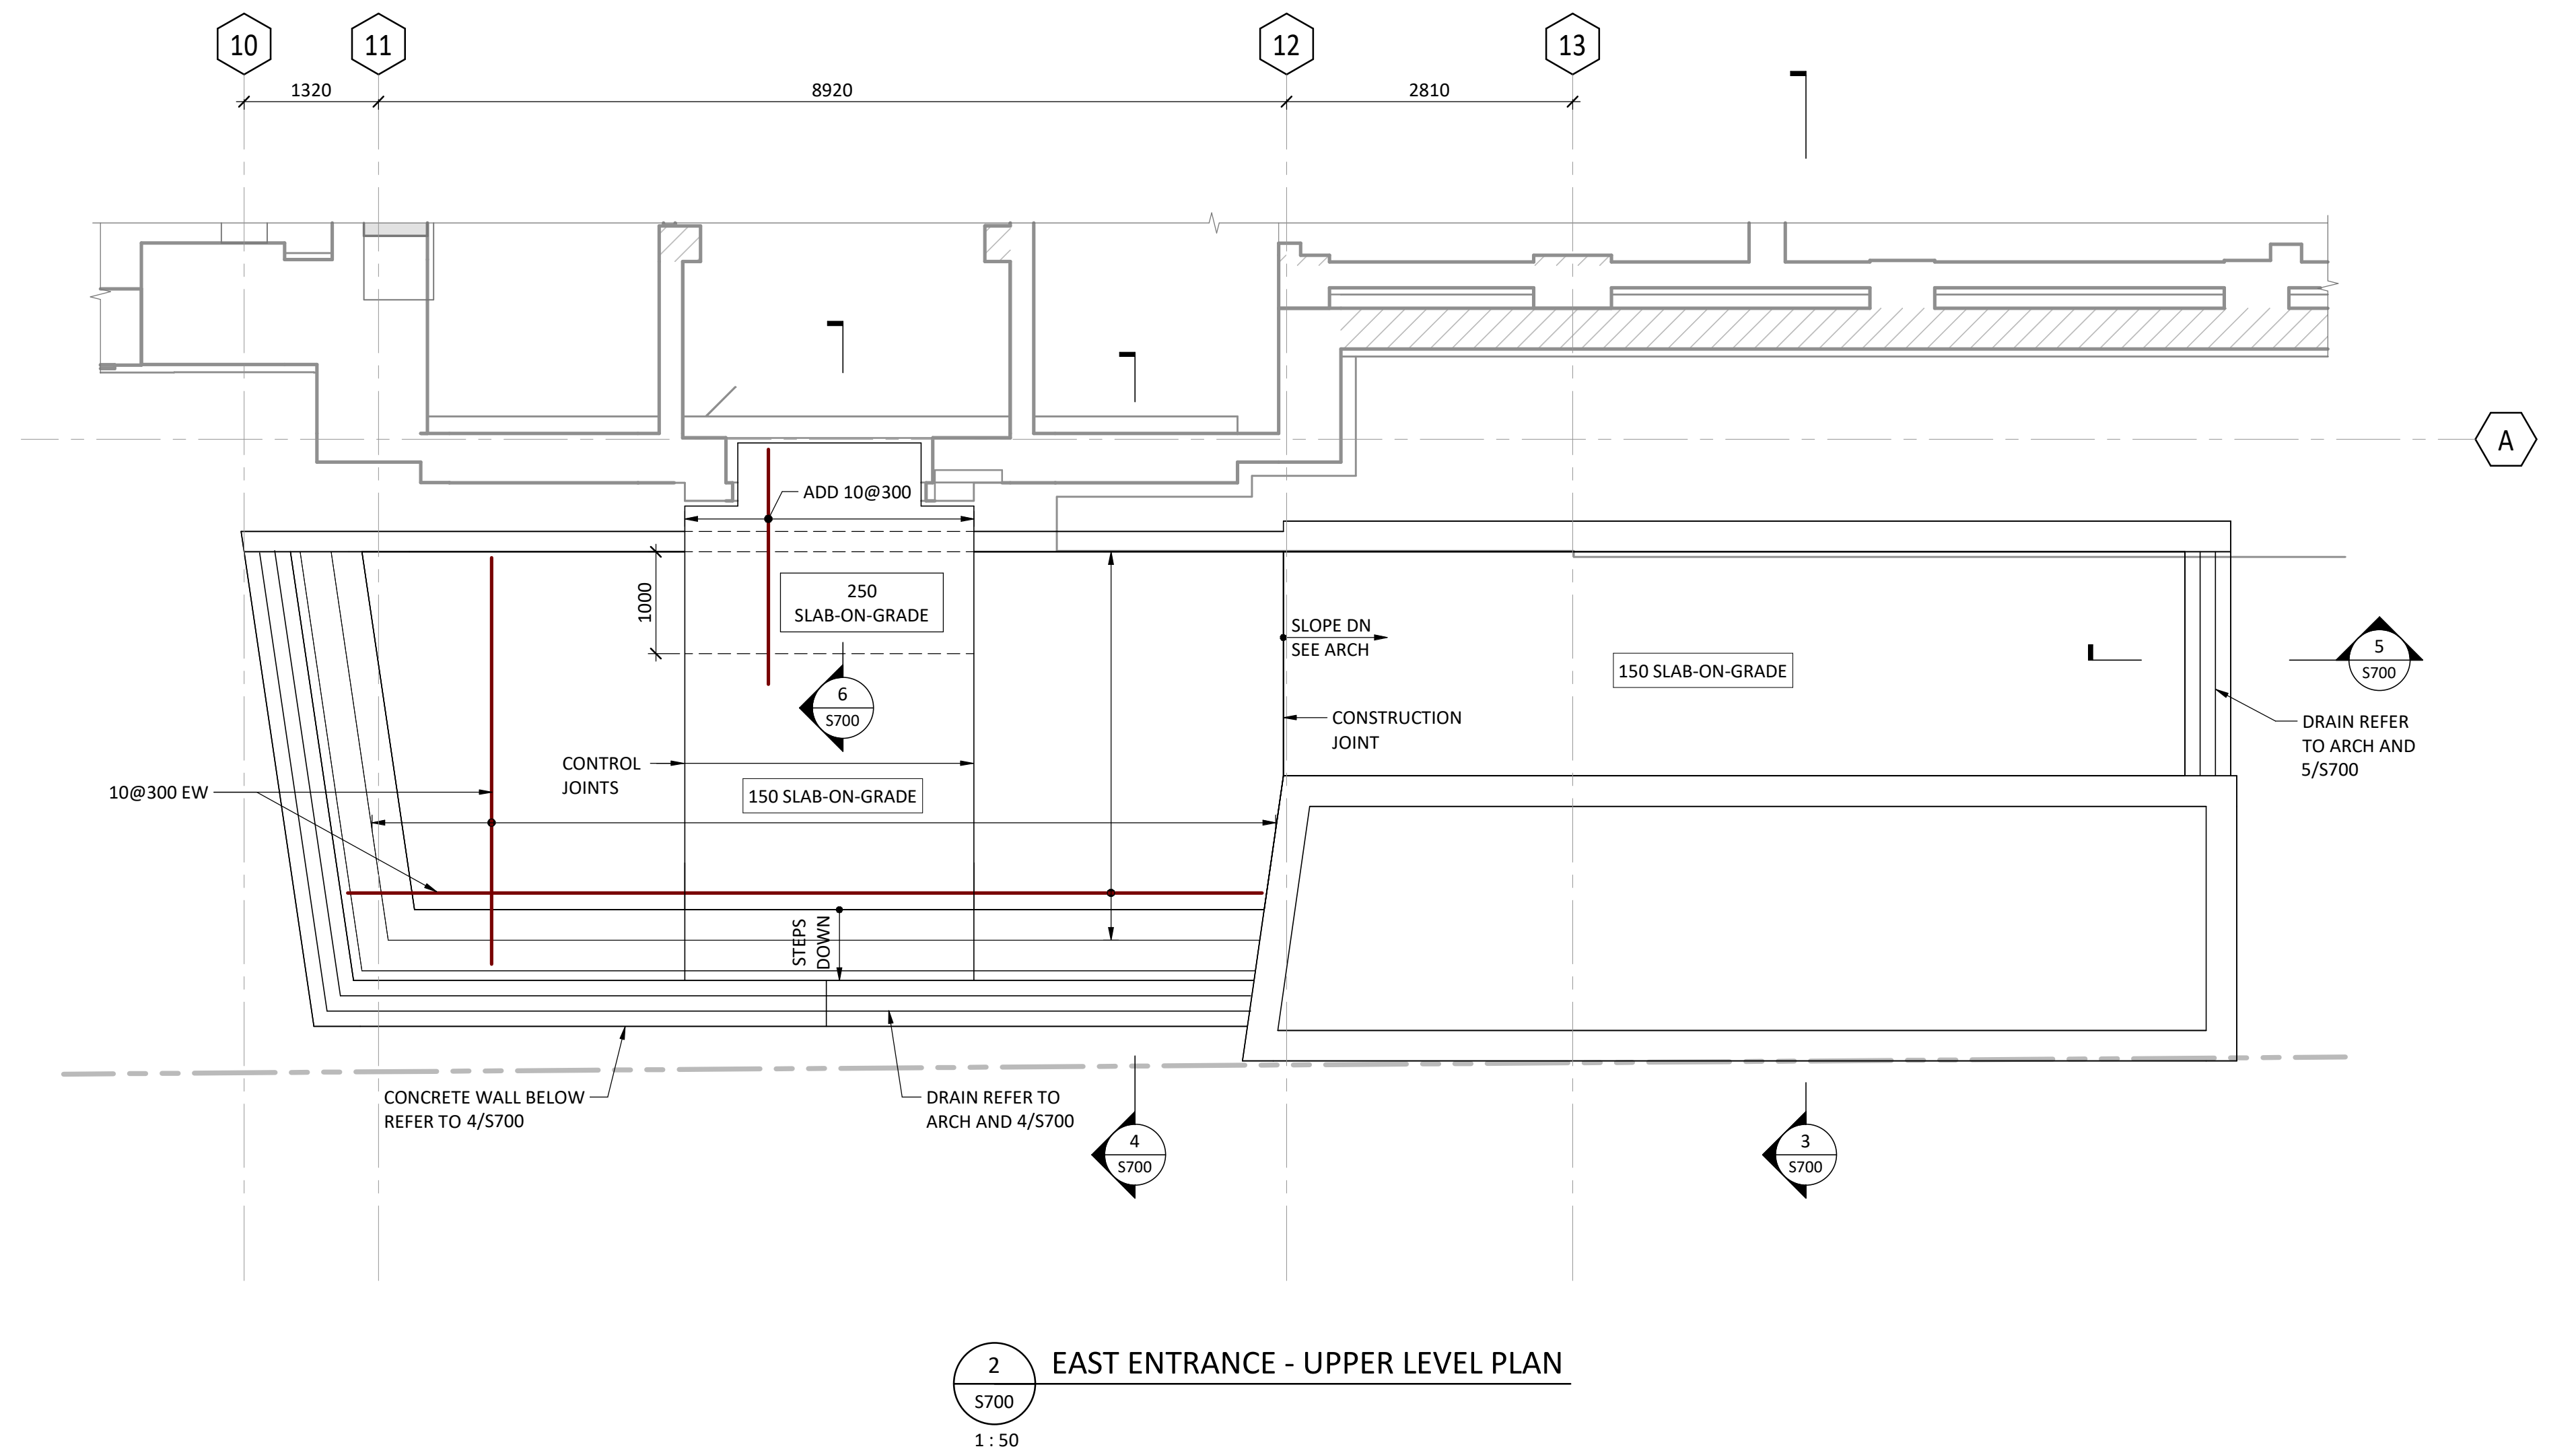 10
11
12
13
1320
8920
2810
A
ADD 10@300
1000
250
SLAB-ON-GRADE
SLOPE DN
SEE ARCH
150 SLAB-ON-GRADE
5
S700
6
S700
CONSTRUCTION
JOINT
DRAIN REFER
TO ARCH AND
5/S700
CONTROL
JOINTS
10@300 EW
150 SLAB-ON-GRADE
STEPS
DOWN
CONCRETE WALL BELOW
REFER TO 4/S700
DRAIN REFER TO
ARCH AND 4/S700
4
S700
3
S700
2
S700
EAST ENTRANCE - UPPER LEVEL PLAN
1 : 50